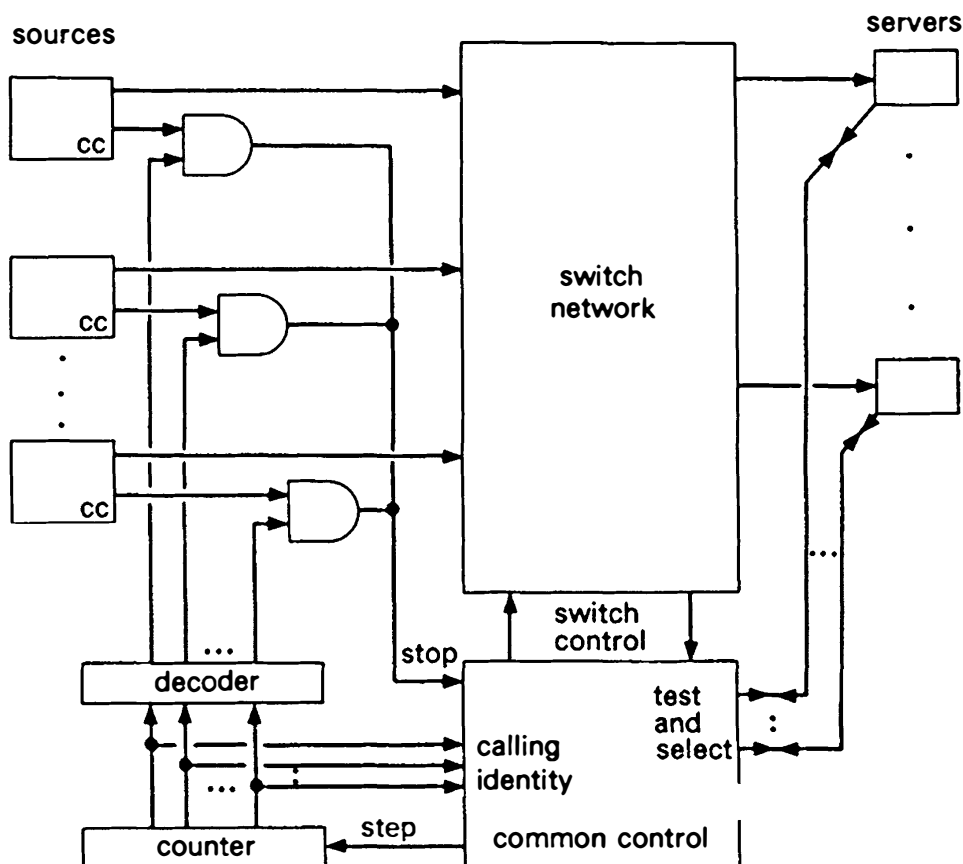 sources
servers
cc
switch
network
cc
cc
switch
control
stop
decoder
test
and
select
calling
identity
step
common control
counter